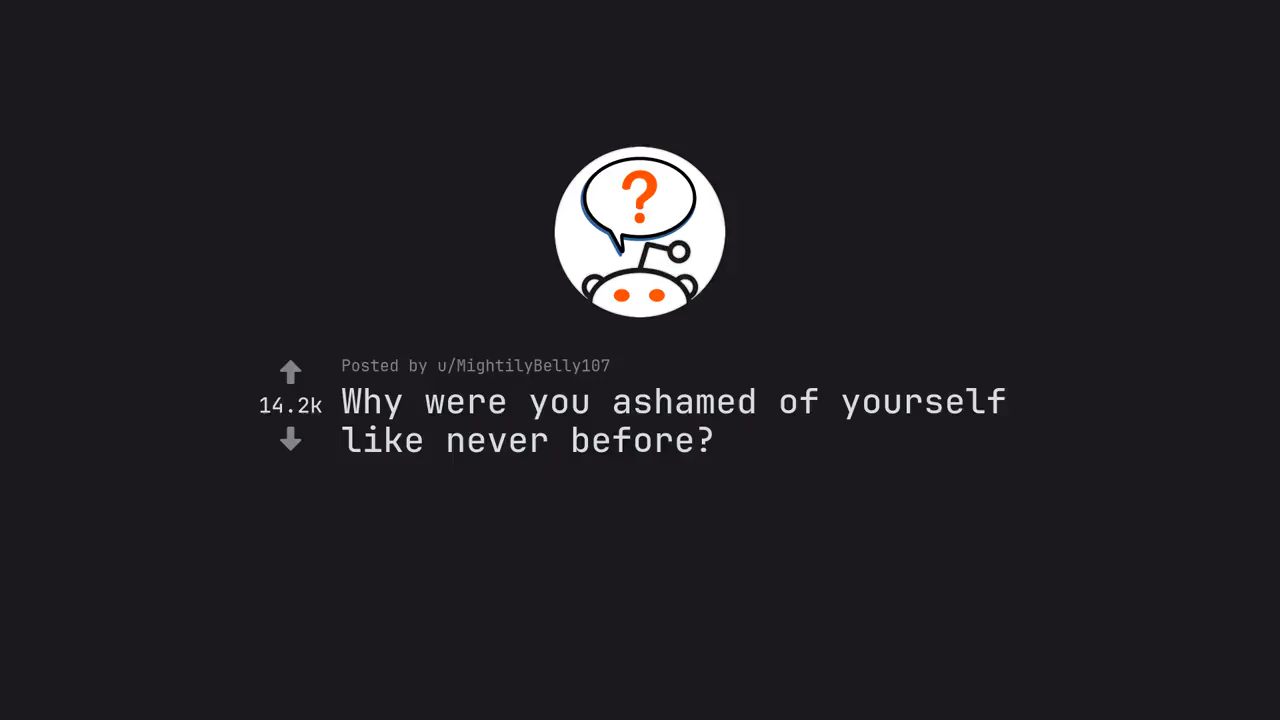 ?
Posted by u/MightilyBelly107
14.2k
Why were you ashamed of yourself
like never before?